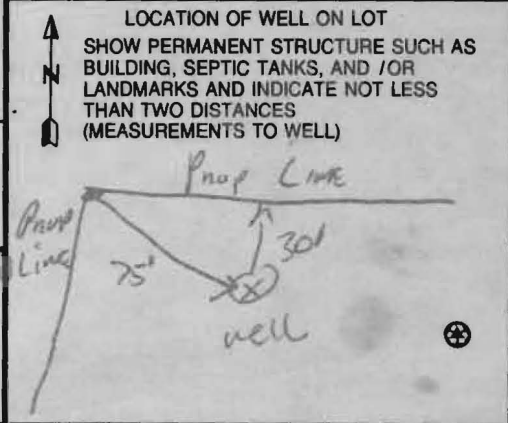 LOCATION OF WELL ON LOT
SHOW PERMANENT STRUCTURE SUCH AS
N
BUILDING, SEPTIC TANKS, AND /OR
LANDMARKS AND INDICATE NOT LESS
THAN TWO DISTANCES
(MEASUREMENTS TO WELL)
Prop Line
Prop
Line
75'
30'
well